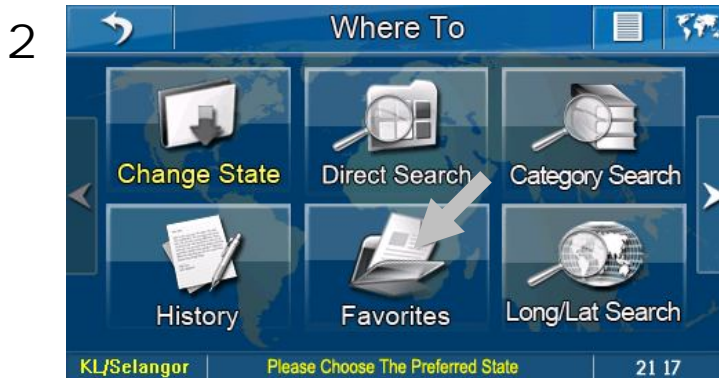 2
Where To
Change State
Direct Search
Category Search
History
Favorites
Long/Lat Search
KL/Selangor
Please Choose The Preferred State
21 17